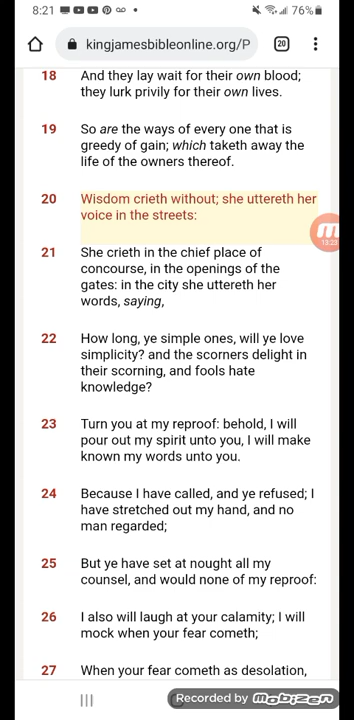 8:21 76%
kingjamesbibleonline.org/P 20
18 And they lay wait for their own blood;
they lurk privily for their own lives.
19 So are the ways of every one that is
greedy of gain; which taketh away the
life of the owners thereof.
20 Wisdom crieth without; she uttereth her
voice in the streets:
13:23
21 She crieth in the chief place of
concourse, in the openings of the
gates: in the city she uttereth her
words, saying,
22 How long, ye simple ones, will ye love
simplicity? and the scorners delight in
their scorning, and fools hate
knowledge?
23 Turn you at my reproof: behold, I will
pour out my spirit unto you, I will make
known my words unto you.
24 Because I have called, and ye refused; I
have stretched out my hand, and no
man regarded;
25 But ye have set at nought all my
counsel, and would none of my reproof:
26 I also will laugh at your calamity; I will
mock when your fear cometh;
27 When your fear cometh as desolation,
Recorded by mobizen